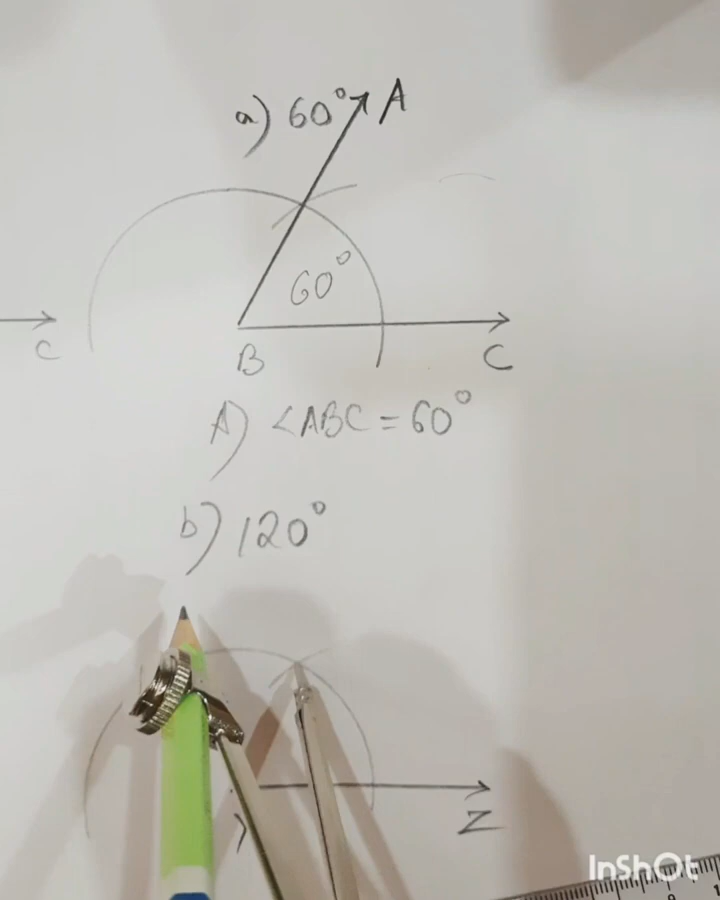 a) 60° A
60°
C
B C
A) <ABC = 60°
b) 120°
Z
InShOt